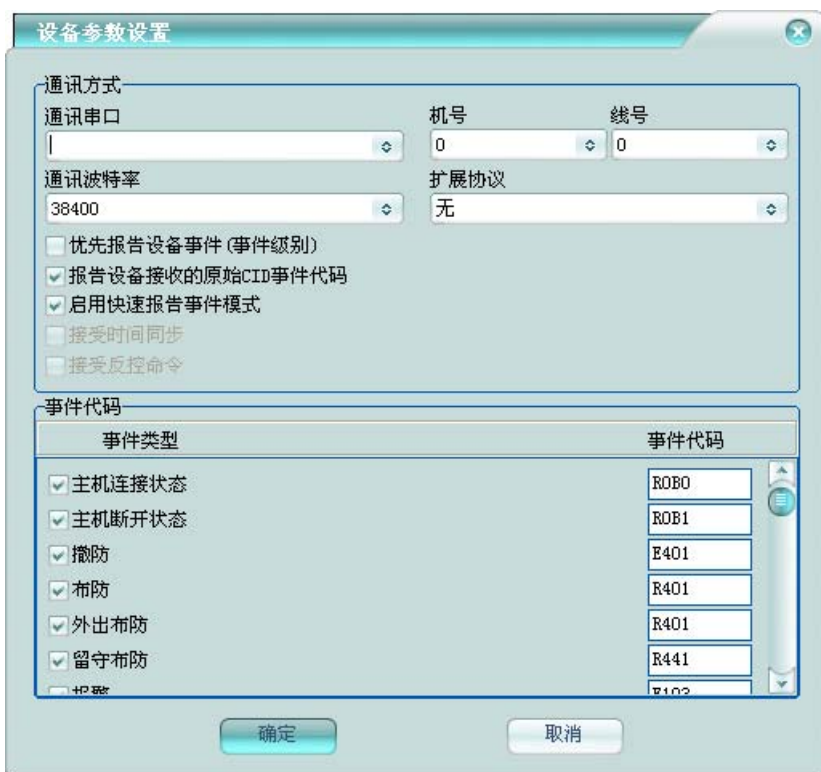 设备参数设置
通讯方式
通讯串口 机号 线号
0 0
通讯波特率 扩展协议
38400 无
优先报告设备事件(事件级别)
报告设备接收的原始CID事件代码
启用快速报告事件模式
接受时间同步
接受反控命令
事件代码
事件类型 事件代码
主机连接状态 R0B0
主机断开状态 R0B1
撤防 E401
布防 R401
外出布防 R401
留守布防 R441
确定 取消